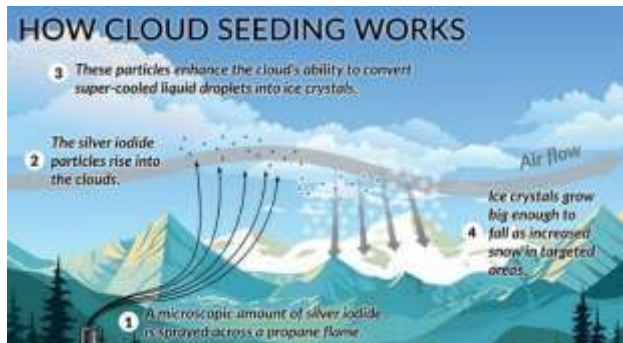 HOW CLOUD SEEDING WORKS
3 These particles enhance the cloud's ability to convert
super-cooled liquid droplets into ice crystals.
2 The silver iodide
particles rise into
the clouds.
Air flow
4 Ice crystals grow
big enough to
fall as increased
snow in targeted
areas.
1 A microscopic amount of silver iodide
is sprayed across a propane flame.